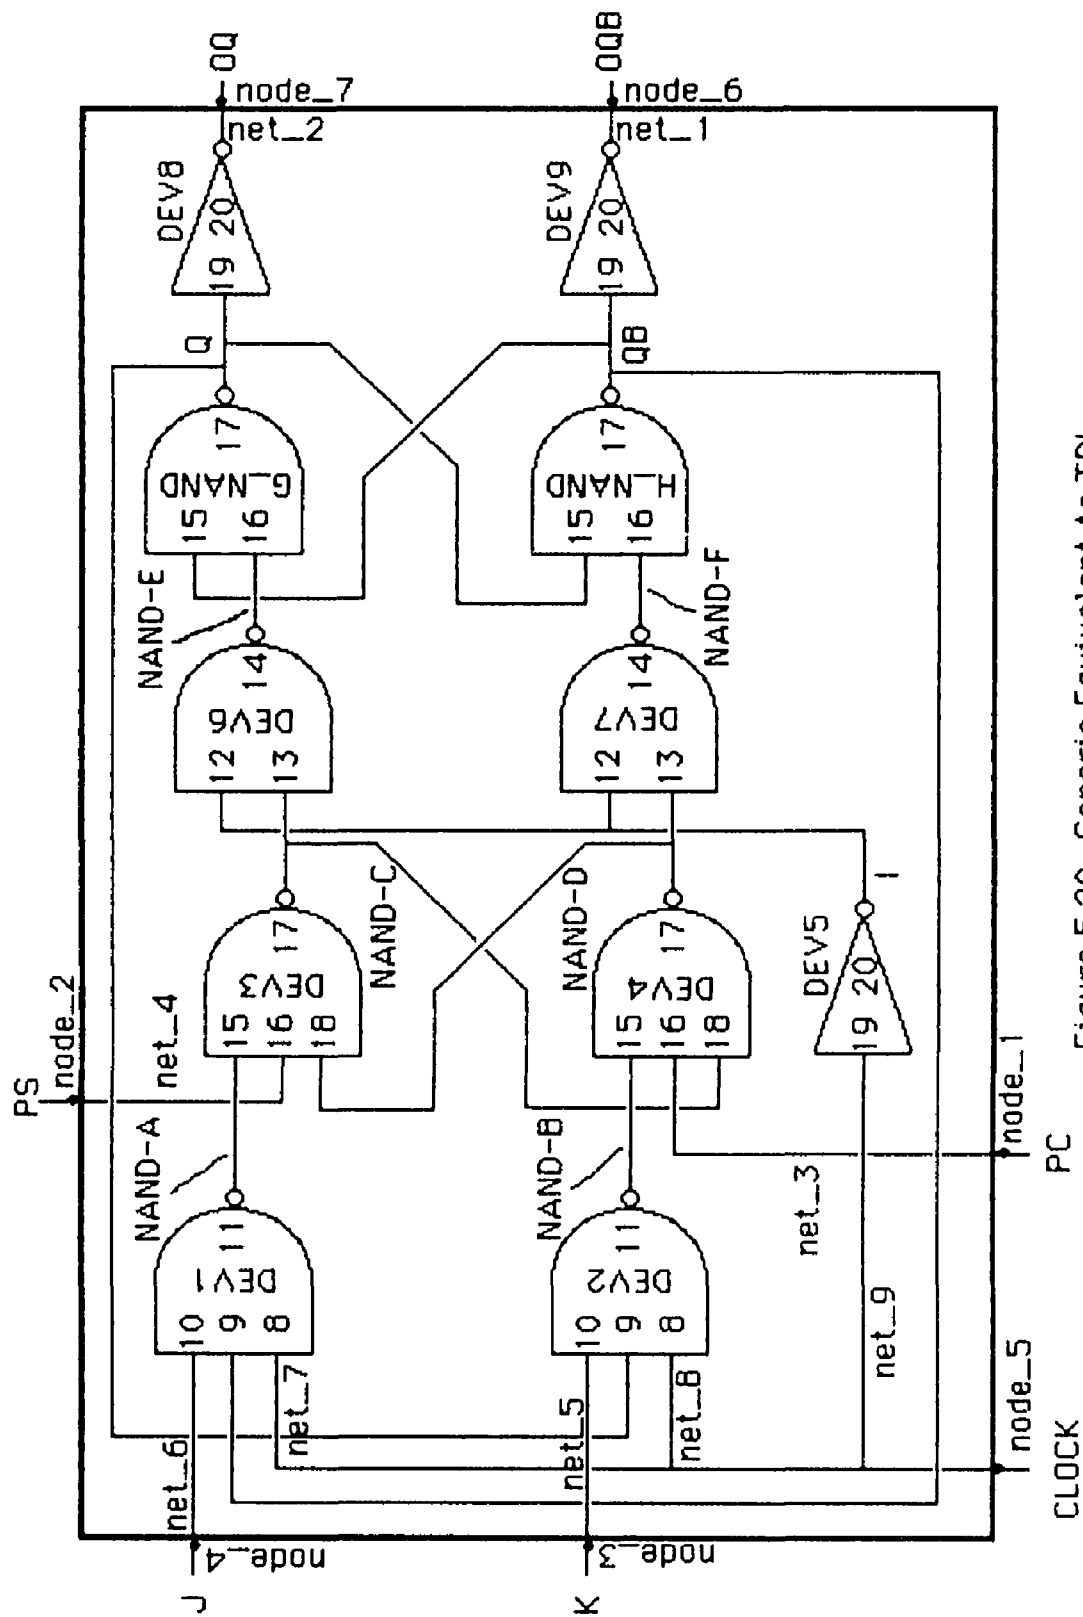 OQ
node_7
net_2
DEV8
19 20
Q
OQB
node_6
net_1
DEV9
19 20
QB
G_NAND
15
16
17
H_NAND
15
16
17
NAND-E
NAND-F
DEV6
12
13
14
DEV7
12
13
14
PS
node_2
net_4
DEV3
15
16
18
17
NAND-C
DEV4
15
16
18
17
NAND-D
DEV5
19 20
I
NAND-A
DEV1
10
9
8
11
NAND-B
DEV2
10
9
8
11
node_1
PC
net_3
net_9
net_7
net_6
net_5
net_8
node_5
CLOCK
J
node_4
K
node_3